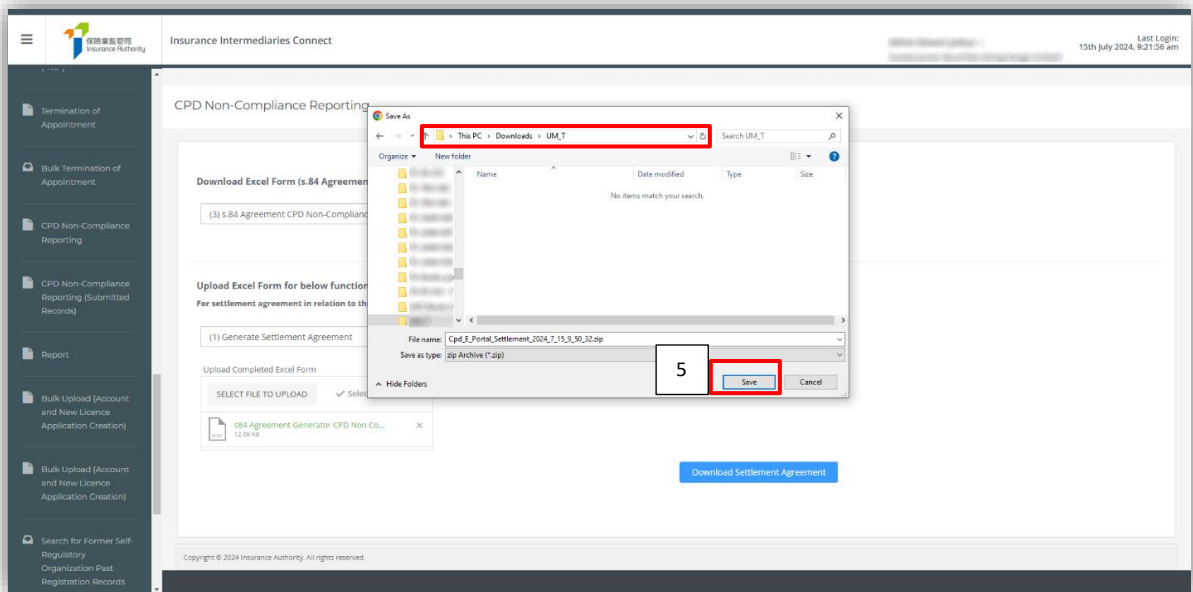 保險業監管局
Insurance Authority
Insurance Intermediaries Connect
Last Login:
15th July 2024, 9:21:56 am
Termination of
Appointment
Bulk Termination of
Appointment
CPD Non-Compliance
Reporting
CPD Non-Compliance
Reporting (Submitted
Records)
Report
Bulk Upload (Account
and New Licence
Application Creation)
Bulk Upload (Account
and New Licence
Application Creation)
Search for Former Self-
Regulatory
Organization Past
Registration Records
CPD Non-Compliance Reporting
Download Excel Form (s.84 Agreemen
(3) s.84 Agreement CPD Non-Complianc
Upload Excel Form for below function
For settlement agreement in relation to th
(1) Generate Settlement Agreement
Upload Completed Excel Form
SELECT FILE TO UPLOAD
Selec
s84 Agreement Generator CPD Non Co...
12.09 KB
Save As
This PC > Downloads > UM_T
Search UM_T
Organize
New folder
Name
Date modified
Type
Size
No items match your search.
File name: Cpd_E_Portal_Settlement_2024_7_15_9_50_32.zip
Save as type: zip Archive (*.zip)
Hide Folders
5
Save
Cancel
Download Settlement Agreement
Copyright © 2024 Insurance Authority. All rights reserved.